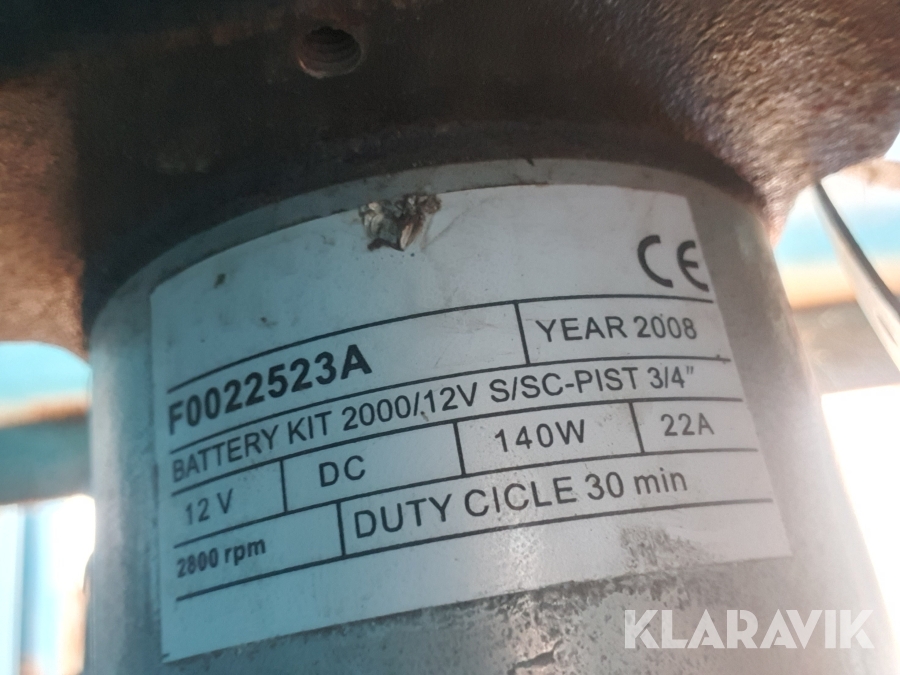 KLARAVIK
CE
F0022523A YEAR 2008
BATTERY KIT 2000/12V S/SC-PIST 3/4"
12 V DC 140W 22A
2800 rpm DUTY CICLE 30 min
KLARAVIK